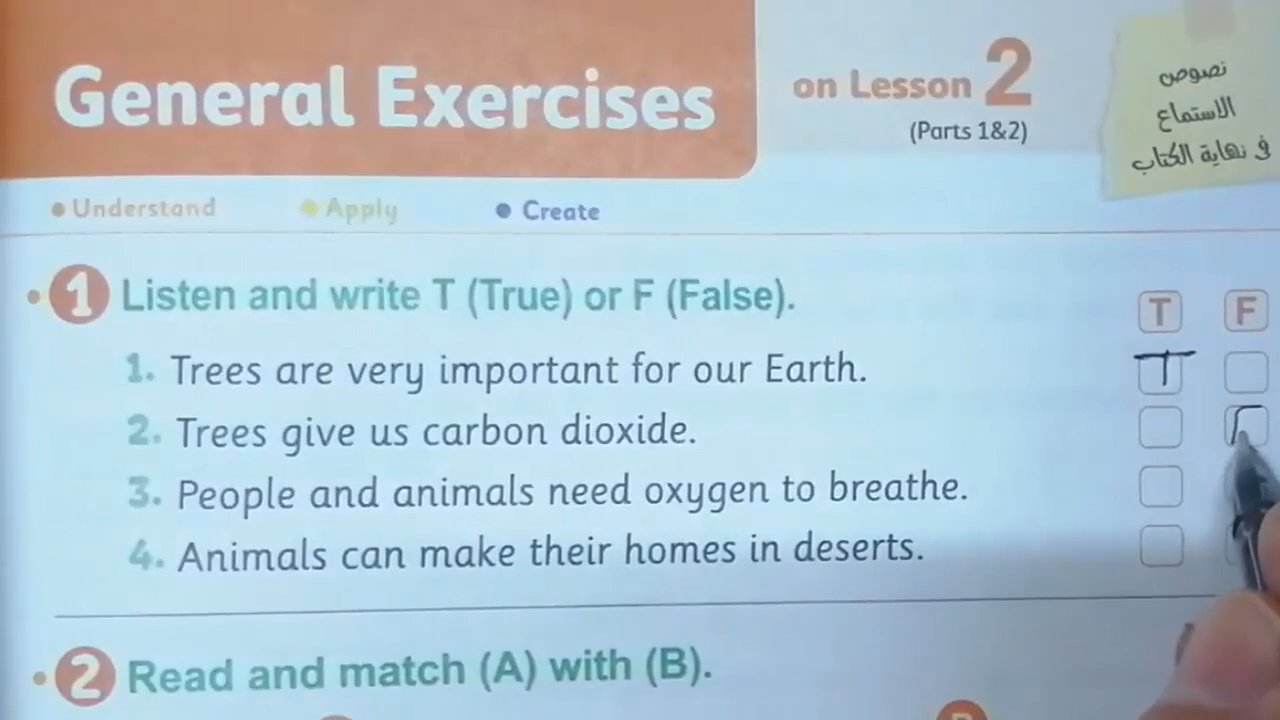 General Exercises
on Lesson 2
(Parts 1&2)
نصوص
الاستماع
في نهاية الكتاب
Understand
Apply
Create
1 Listen and write T (True) or F (False).
T F
1. Trees are very important for our Earth.
T
2. Trees give us carbon dioxide.
3. People and animals need oxygen to breathe.
4. Animals can make their homes in deserts.
2 Read and match (A) with (B).